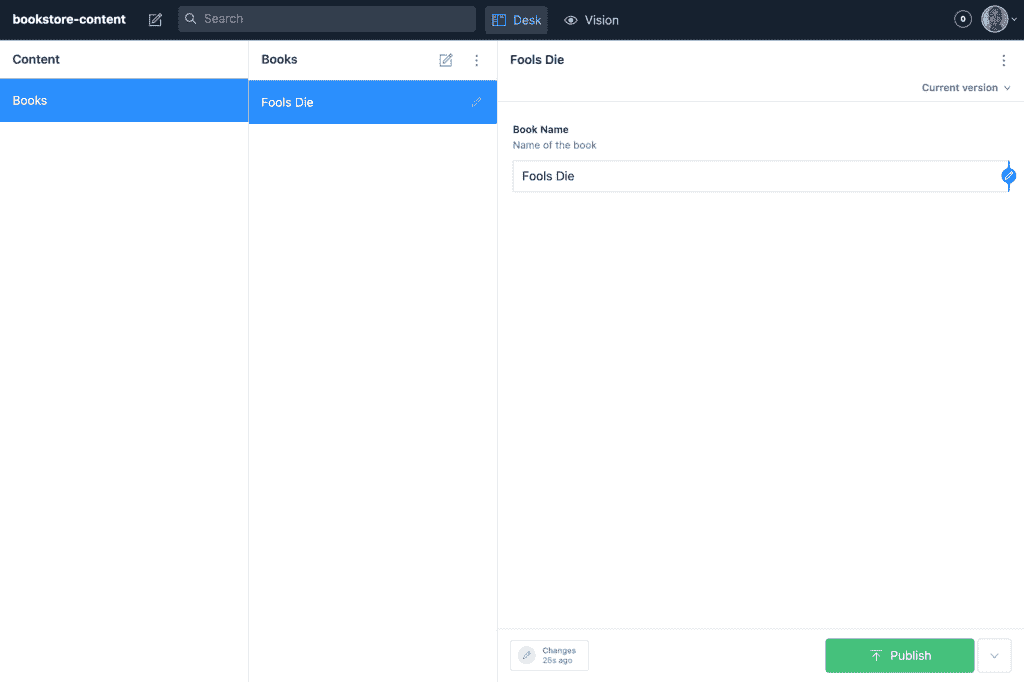 bookstore-content
Search
Desk
Vision
0
Content
Books
Fools Die
Books
Fools Die
Current version
Book Name
Name of the book
Fools Die
Changes
25s ago
Publish